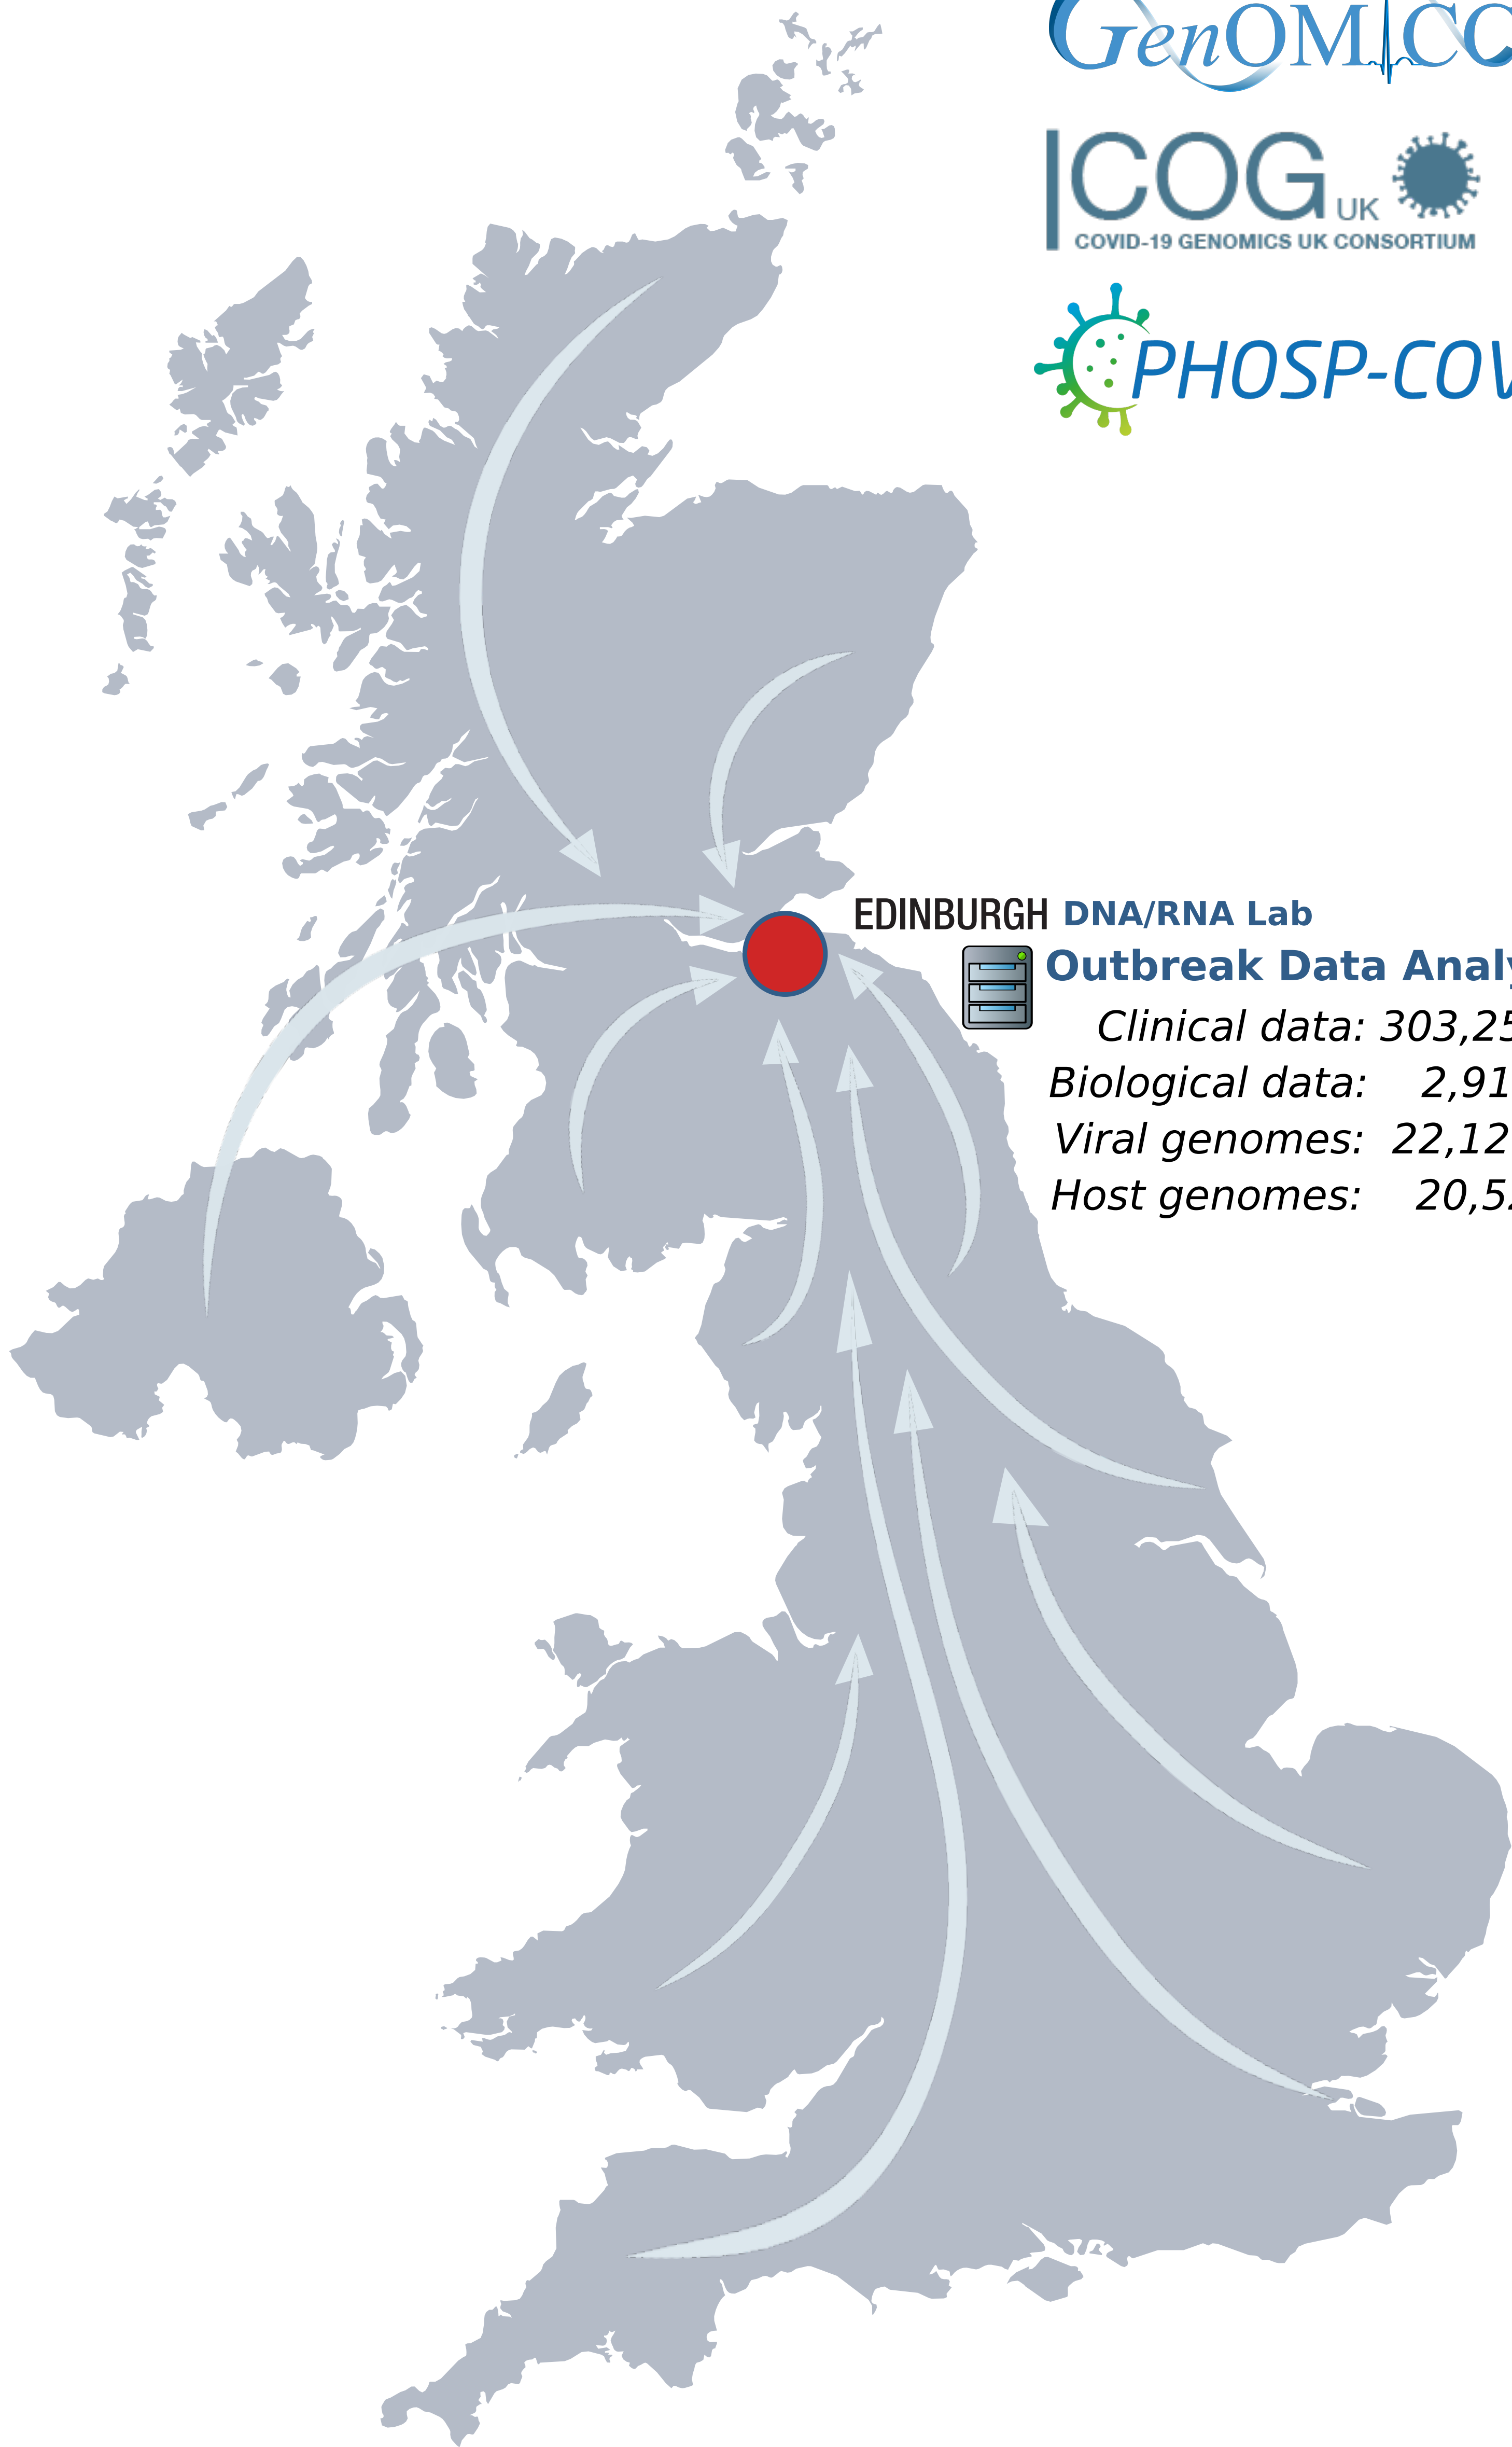 GenOMICC
COG UK
COVID-19 GENOMICS UK CONSORTIUM
PHOSP-COV
EDINBURGH DNA/RNA Lab
Outbreak Data Analy
Clinical data: 303,25
Biological data: 2,91
Viral genomes: 22,12
Host genomes: 20,5